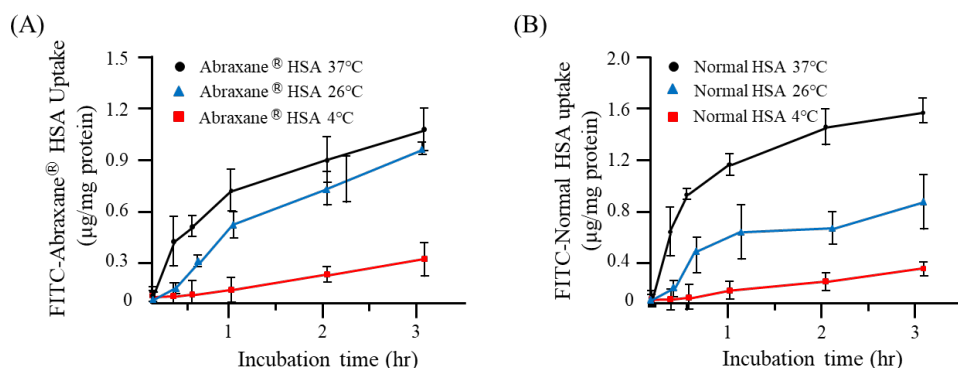 (A)
FITC-Abraxane® HSA Uptake
(µg/mg protein)
1.5
1.2
0.9
0.6
0.3
0
Abraxane® HSA 37℃
Abraxane® HSA 26℃
Abraxane® HSA 4℃
1 2 3
Incubation time (hr)
(B)
FITC-Normal HSA uptake
(µg/mg protein)
2.0
1.6
1.2
0.8
0.4
0
Normal HSA 37℃
Normal HSA 26℃
Normal HSA 4℃
1 2 3
Incubation time (hr)